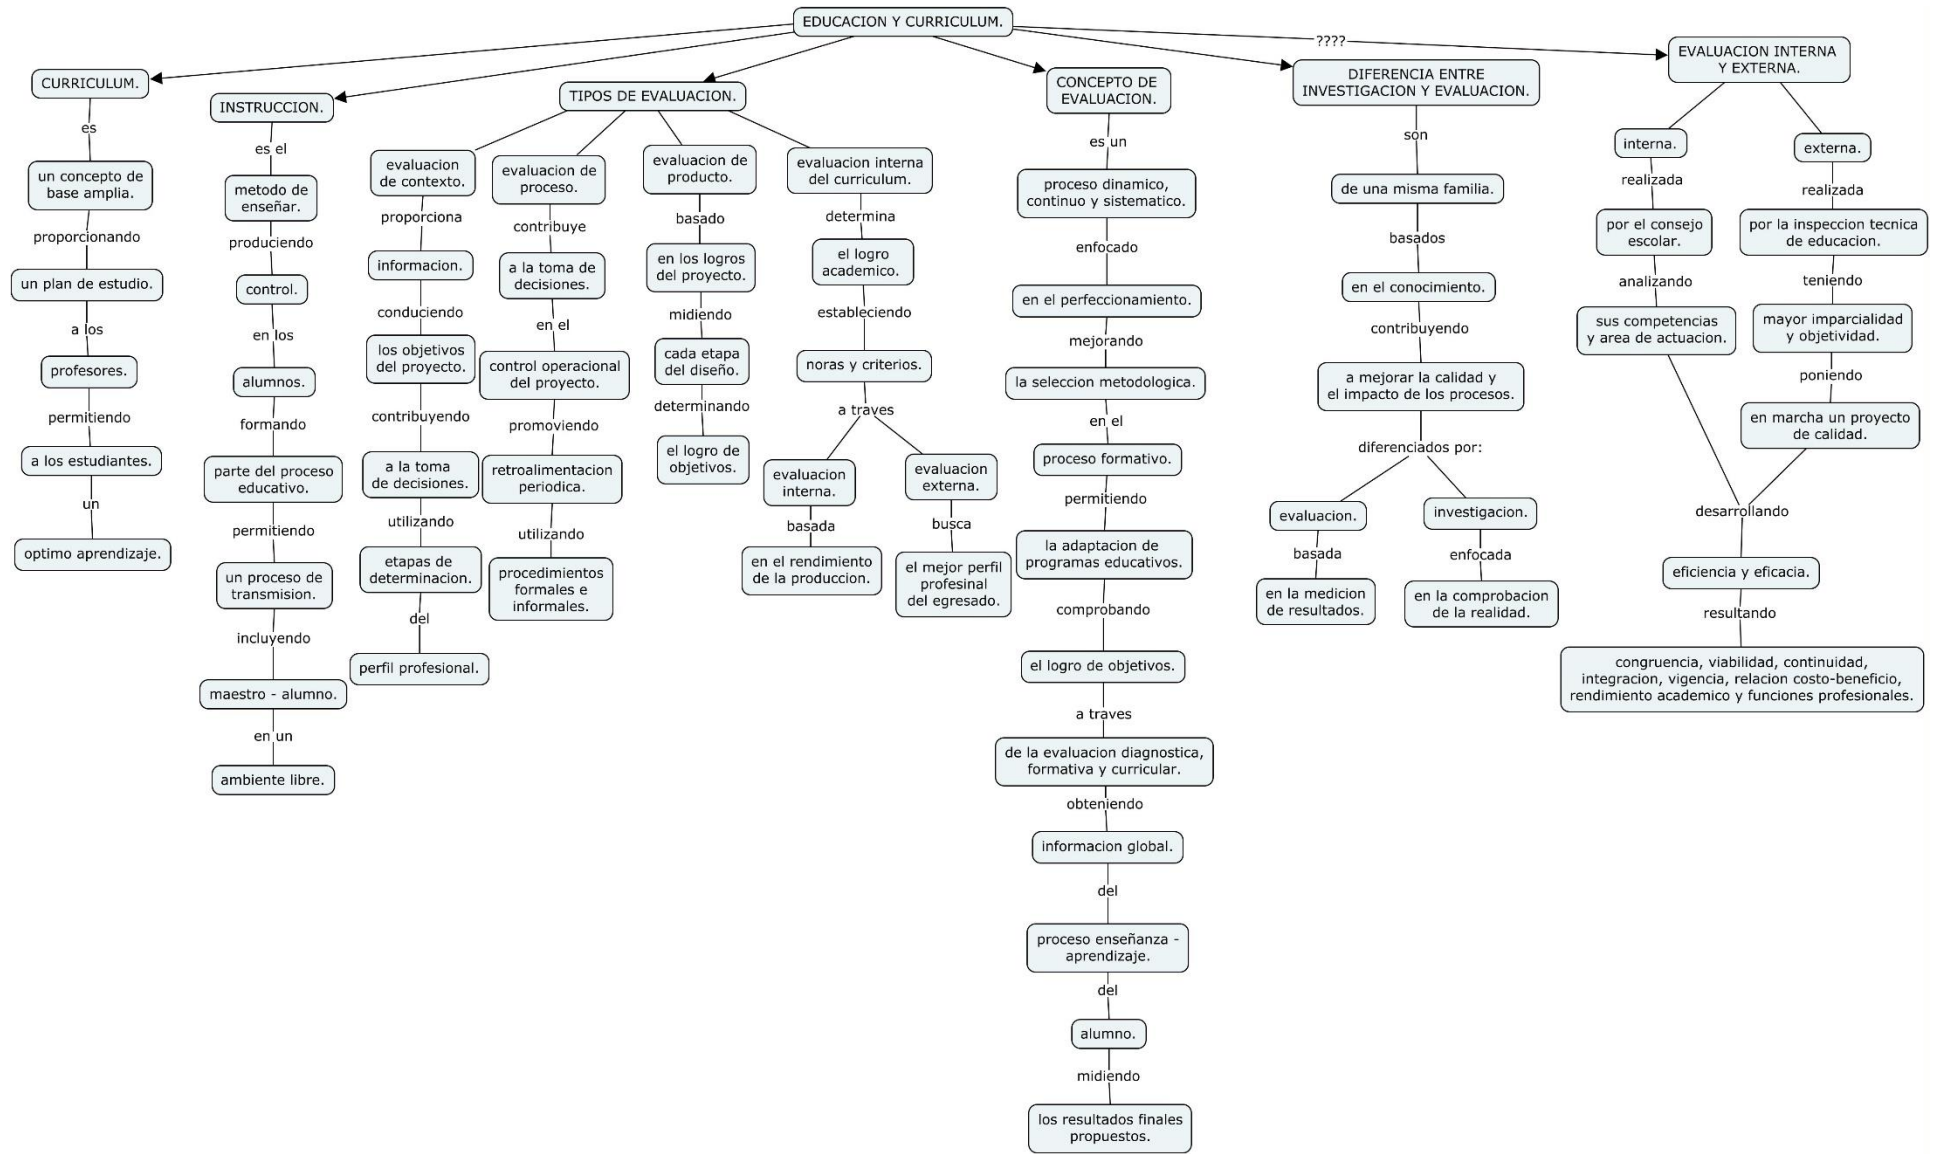 EDUCACION Y CURRICULUM.
????
CURRICULUM.
es
un concepto de
base amplia.
proporcionando
un plan de estudio.
a los
profesores.
permitiendo
a los estudiantes.
un
optimo aprendizaje.
INSTRUCCION.
es el
metodo de
enseñar.
produciendo
control.
en los
alumnos.
formando
parte del proceso
educativo.
permitiendo
un proceso de
transmision.
incluyendo
maestro - alumno.
en un
ambiente libre.
TIPOS DE EVALUACION.
evaluacion
de contexto.
proporciona
informacion.
conduciendo
los objetivos
del proyecto.
contribuyendo
a la toma
de decisiones.
utilizando
etapas de
determinacion.
del
perfil profesional.
evaluacion de
proceso.
contribuye
a la toma de
decisiones.
en el
control operacional
del proyecto.
promoviendo
retroalimentacion
periodica.
utilizando
procedimientos
formales e
informales.
evaluacion de
producto.
basado
en los logros
del proyecto.
midiendo
cada etapa
del diseño.
determinando
el logro de
objetivos.
evaluacion interna
del curriculum.
determina
el logro
academico.
estableciendo
noras y criterios.
a traves
evaluacion
interna.
basada
en el rendimiento
de la produccion.
evaluacion
externa.
busca
el mejor perfil
profesinal
del egresado.
CONCEPTO DE
EVALUACION.
es un
proceso dinamico,
continuo y sistematico.
enfocado
en el perfeccionamiento.
mejorando
la seleccion metodologica.
en el
proceso formativo.
permitiendo
la adaptacion de
programas educativos.
comprobando
el logro de objetivos.
a traves
de la evaluacion diagnostica,
formativa y curricular.
obteniendo
informacion global.
del
proceso enseñanza -
aprendizaje.
del
alumno.
midiendo
los resultados finales
propuestos.
DIFERENCIA ENTRE
INVESTIGACION Y EVALUACION.
son
de una misma familia.
basados
en el conocimiento.
contribuyendo
a mejorar la calidad y
el impacto de los procesos.
diferenciados por:
evaluacion.
basada
en la medicion
de resultados.
investigacion.
enfocada
en la comprobacion
de la realidad.
EVALUACION INTERNA
Y EXTERNA.
interna.
realizada
por el consejo
escolar.
analizando
sus competencias
y area de actuacion.
externa.
realizada
por la inspeccion tecnica
de educacion.
teniendo
mayor imparcialidad
y objetividad.
poniendo
en marcha un proyecto
de calidad.
desarrollando
eficiencia y eficacia.
resultando
congruencia, viabilidad, continuidad,
integracion, vigencia, relacion costo-beneficio,
rendimiento academico y funciones profesionales.